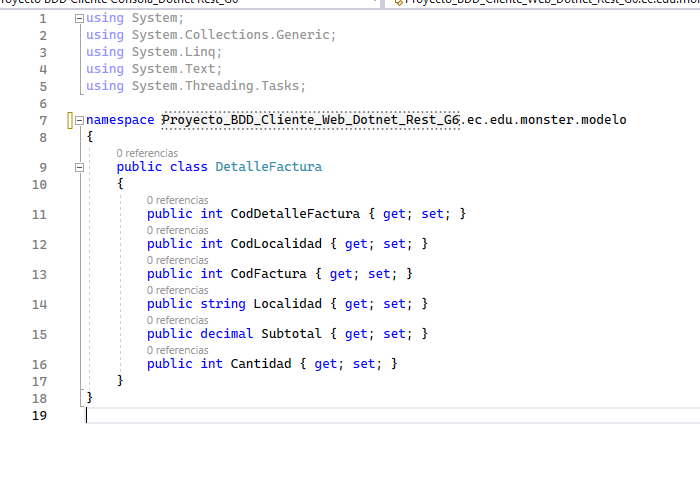 royecto BDD Cliente Consola_Dotnet Rest_G6 Proyecto_BDD_Cliente_Web_Dotnet_Rest_G6.ec.edu.mon
1 using System;
2 using System.Collections.Generic;
3 using System.Linq;
4 using System.Text;
5 using System.Threading.Tasks;
6
7 namespace Proyecto_BDD_Cliente_Web_Dotnet_Rest_G6.ec.edu.monster.modelo
8 {
0 referencias
9 public class DetalleFactura
10 {
0 referencias
11 public int CodDetalleFactura { get; set; }
0 referencias
12 public int CodLocalidad { get; set; }
0 referencias
13 public int CodFactura { get; set; }
0 referencias
14 public string Localidad { get; set; }
0 referencias
15 public decimal Subtotal { get; set; }
0 referencias
16 public int Cantidad { get; set; }
17 }
18 }
19